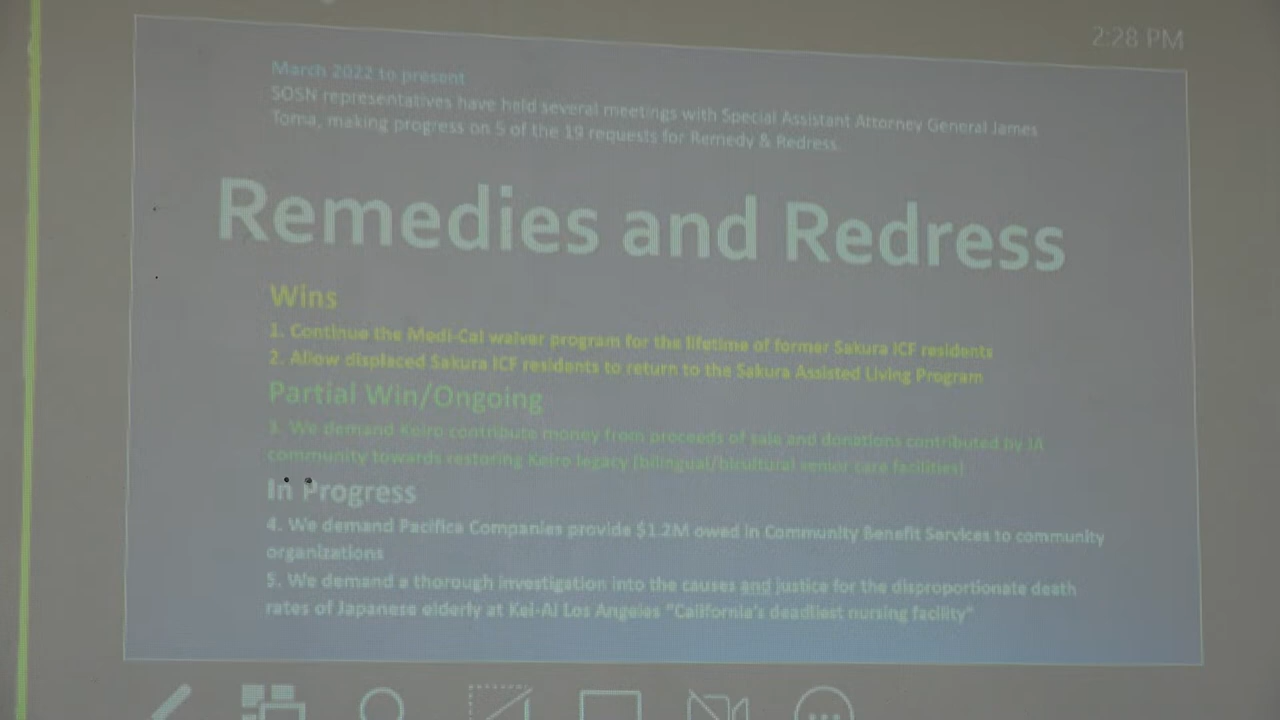 2:28 PM
March 2022 to present
SOSN representatives have held several meetings with Special Assistant Attorney General James
Toma, making progress on 5 of the 19 requests for Remedy & Redress.
Remedies and Redress
Wins
1. Continue the Medi-Cal waiver program for the lifetime of former Sakura ICF residents
2. Allow displaced Sakura ICF residents to return to the Sakura Assisted Living Program
Partial Win/Ongoing
3. We demand Keiro contribute money from proceeds of sale and donations contributed by JA
community towards restoring Keiro legacy (bilingual/bicultural senior care facilities)
In Progress
4. We demand Pacifica Companies provide $1.2M owed in Community Benefit Services to community
organizations
5. We demand a thorough investigation into the causes and justice for the disproportionate death
rates of Japanese elderly at Kei-Ai Los Angeles "California's deadliest nursing facility"